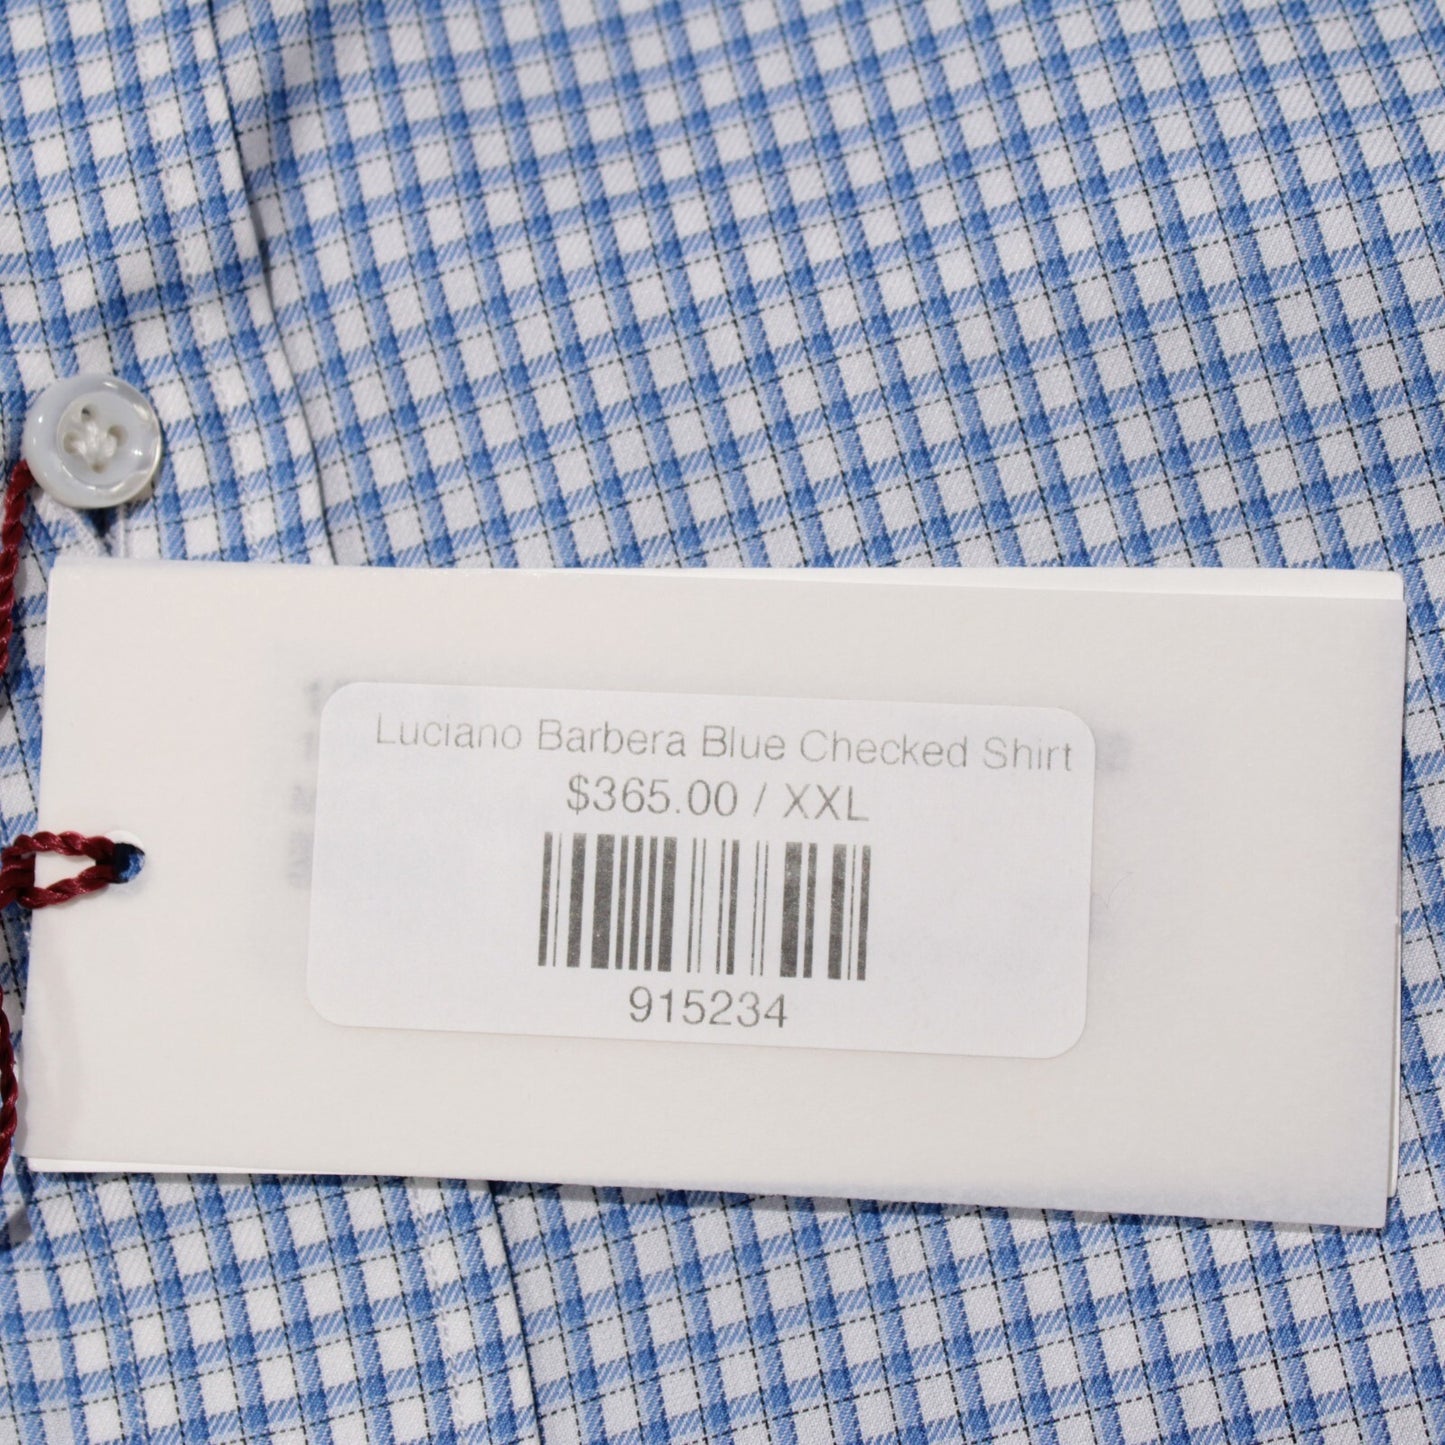 Luciano Barbera Blue Checked Shirt
$365.00 / XXL
915234